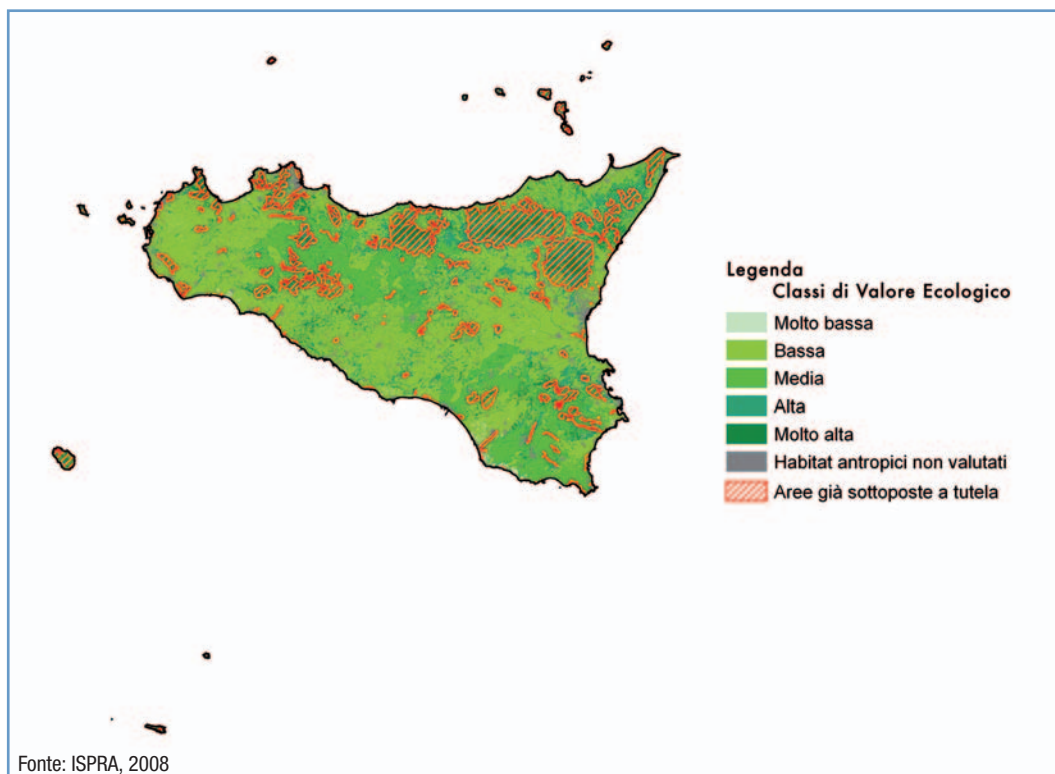 Legenda
Classi di Valore Ecologico
Molto bassa
Bassa
Media
Alta
Molto alta
Habitat antropici non valutati
Aree già sottoposte a tutela
Fonte: ISPRA, 2008